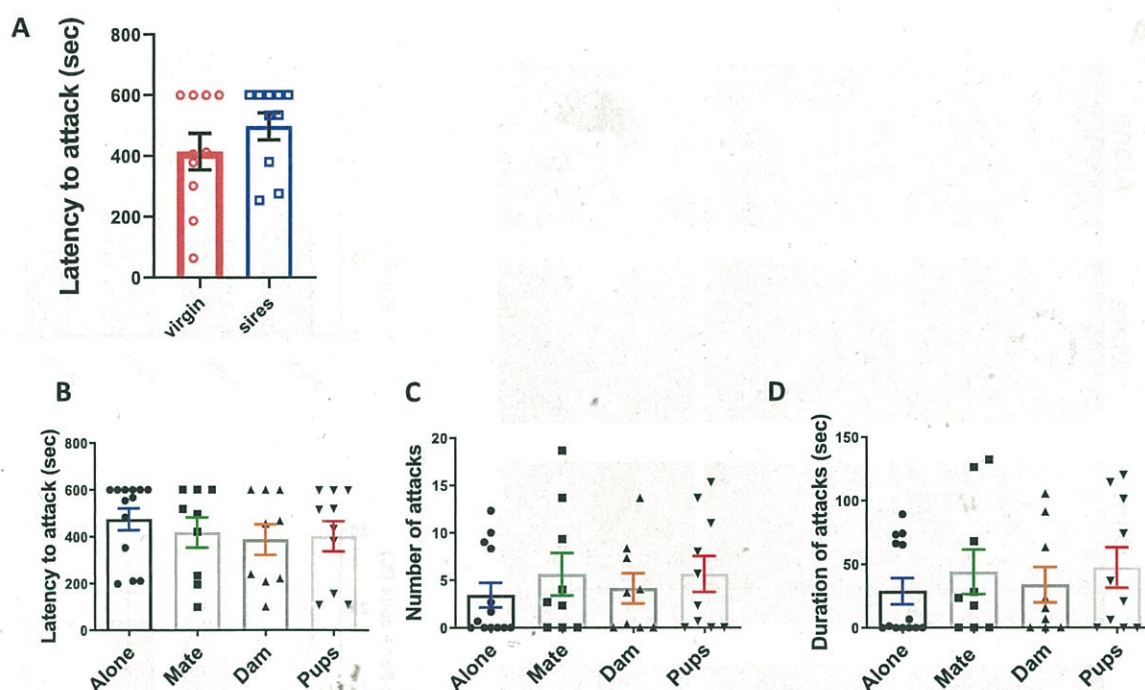 A
Latency to attack (sec)
800
600
400
200
0
virgin
sires
B
Latency to attack (sec)
800
600
400
200
0
Alone
Mate
Dam
Pups
C
Number of attacks
20
15
10
5
0
Alone
Mate
Dam
Pups
D
Duration of attacks (sec)
150
100
50
0
Alone
Mate
Dam
Pups